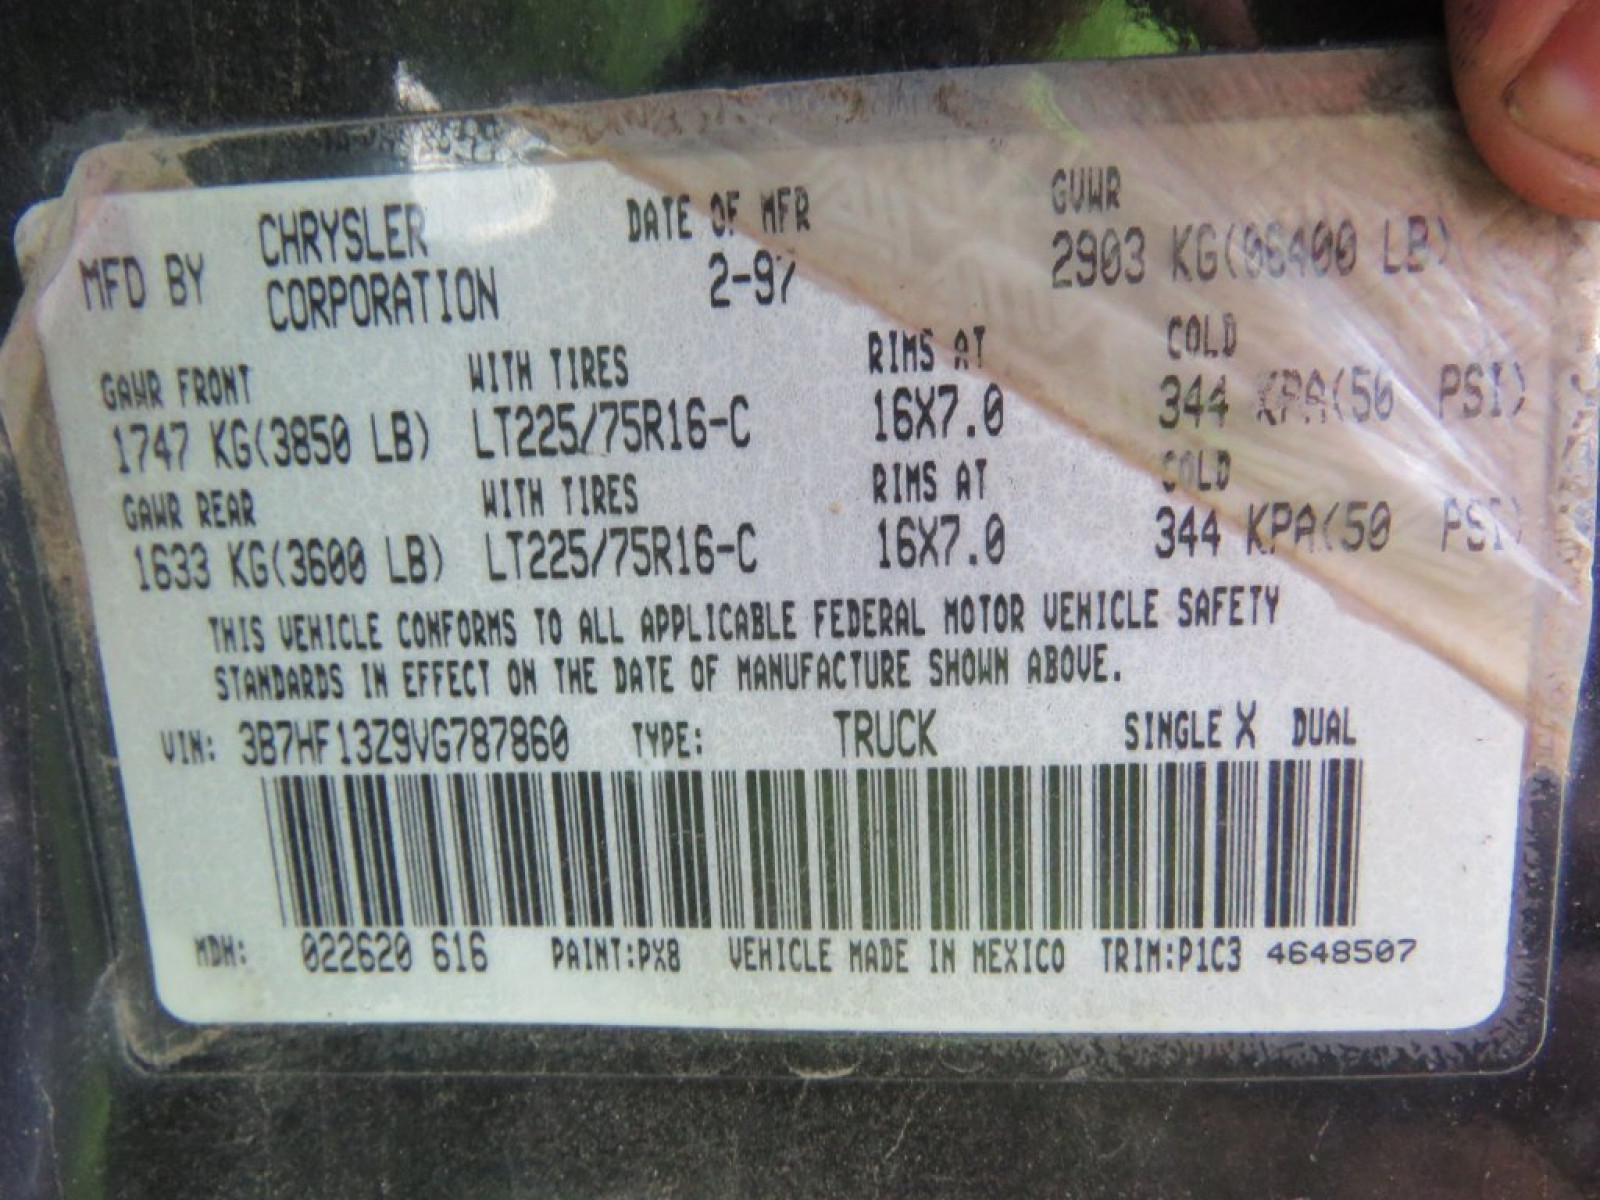 MFD BY CHRYSLER CORPORATION DATE OF MFR 2-97 GVWR 2903 KG(06400 LB)
GAWR FRONT WITH TIRES RIMS AT COLD
1747 KG(3850 LB) LT225/75R16-C 16X7.0 344 KPA(50 PSI)
GAWR REAR WITH TIRES RIMS AT COLD
1633 KG(3600 LB) LT225/75R16-C 16X7.0 344 KPA(50 PSI)
THIS VEHICLE CONFORMS TO ALL APPLICABLE FEDERAL MOTOR VEHICLE SAFETY
STANDARDS IN EFFECT ON THE DATE OF MANUFACTURE SHOWN ABOVE.
VIN: 3B7HF13Z9VG787860 TYPE: TRUCK SINGLE X DUAL
MDH: 022620 616 PAINT:PX8 VEHICLE MADE IN MEXICO TRIM:P1C3 4648507